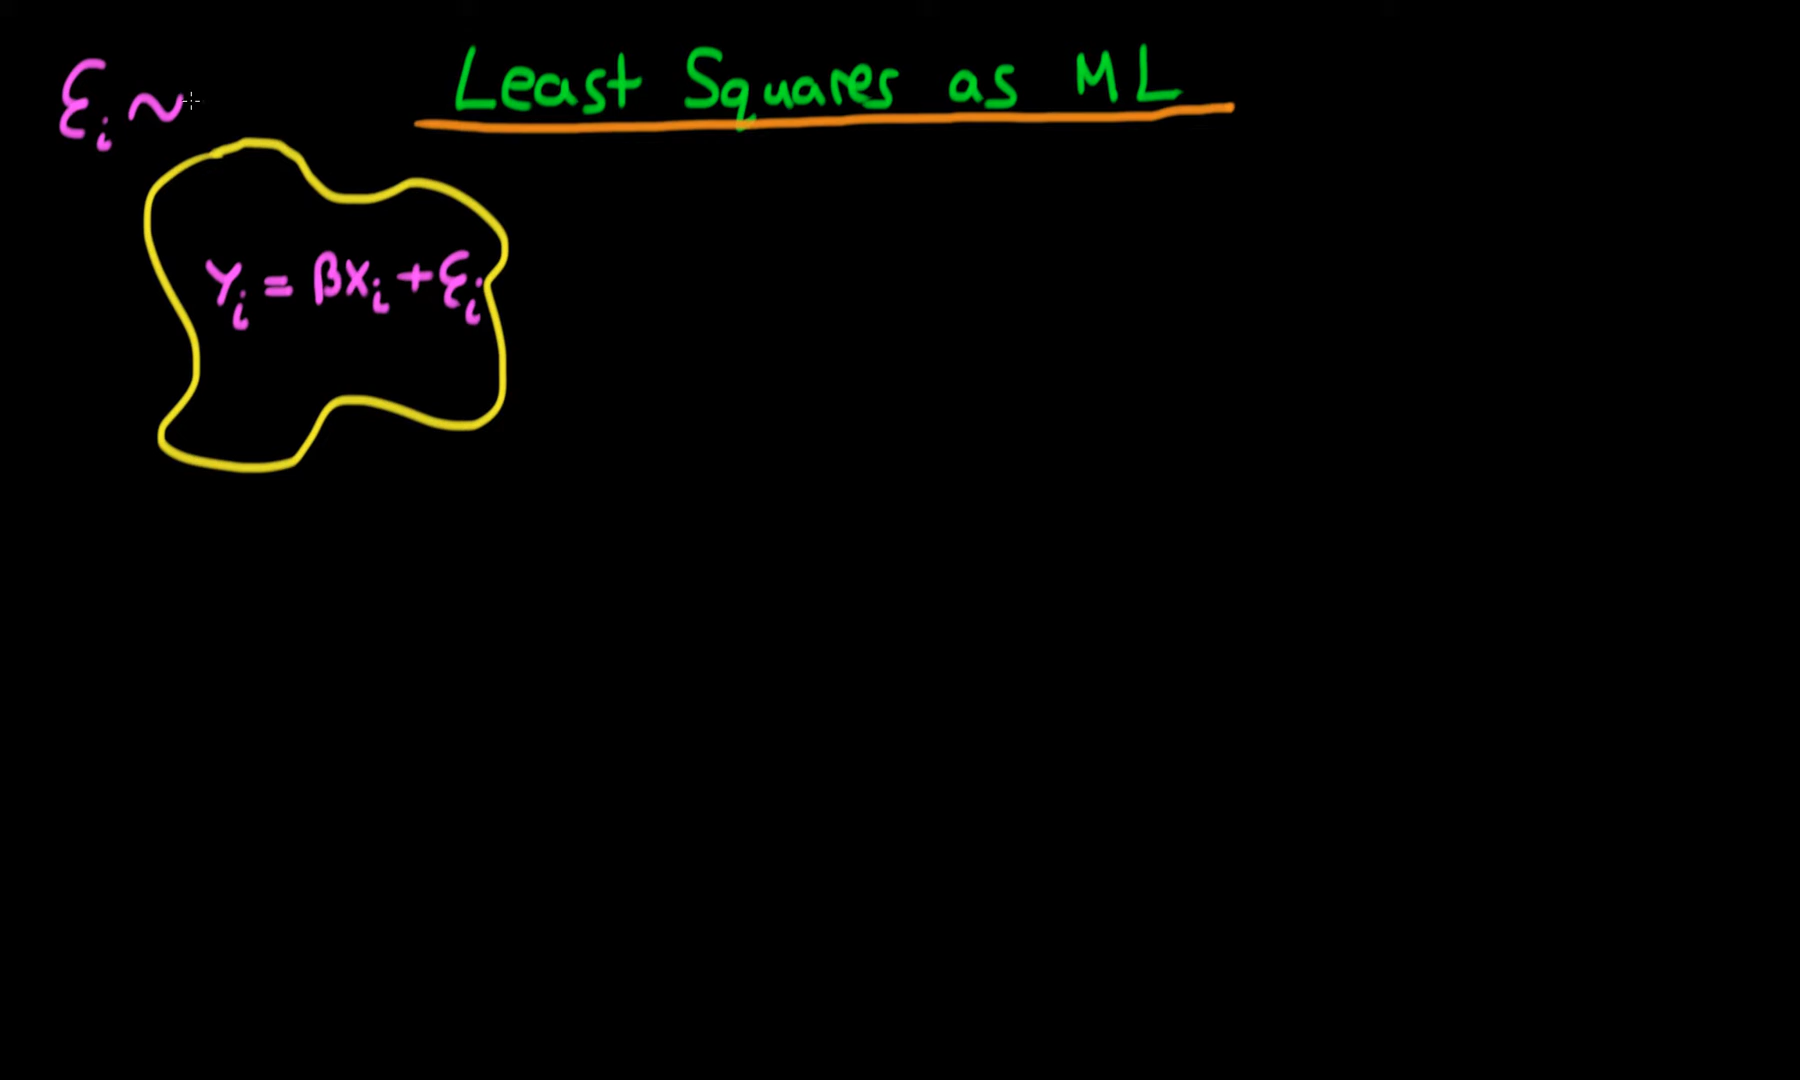 Least Squares as ML
εᵢ ~
Yᵢ = βXᵢ + εᵢ